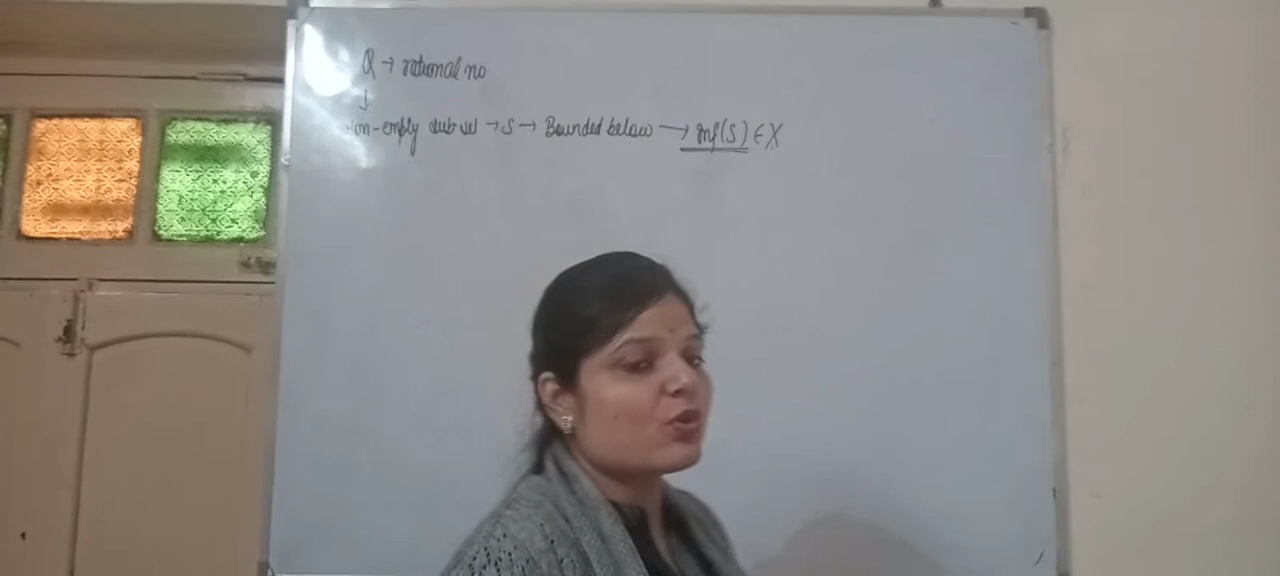 Q → rational no
↓
Non-empty subset → S → Bounded below → Inf(S) ∈ X